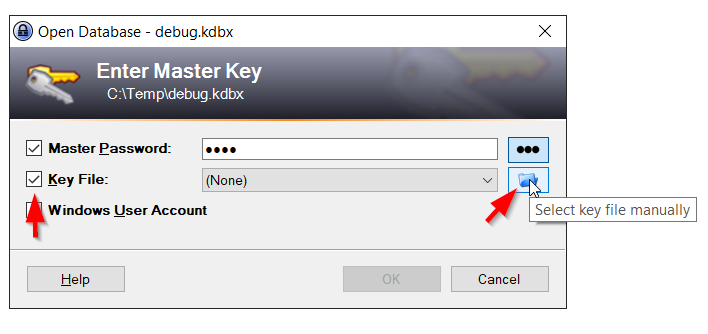 Open Database - debug.kdbx
Enter Master Key
C:\Temp\debug.kdbx
Master Password: ●●●● ●●●
Key File: (None)
Select key file manually
Windows User Account
Help OK Cancel